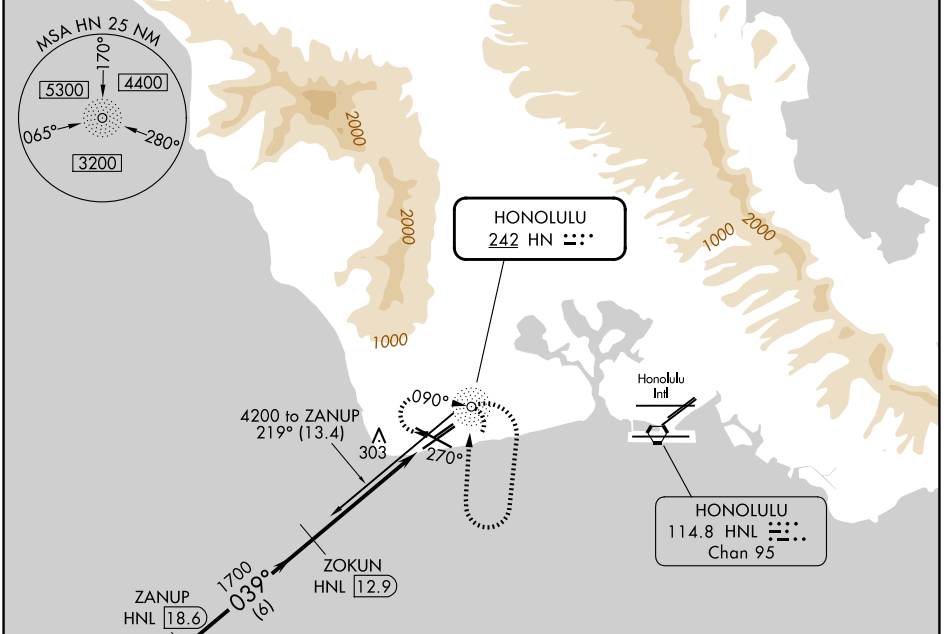 MSA HN 25 NM
170°
5300
4400
065°
280°
3200
2000
2000
1000
1000
2000
HONOLULU
242 HN
Honolulu
Intl
090°
4200 to ZANUP
219° (13.4)
303
270°
HONOLULU
114.8 HNL
Chan 95
ZOKUN
HNL 12.9
1700
039°
(6)
ZANUP
HNL 18.6